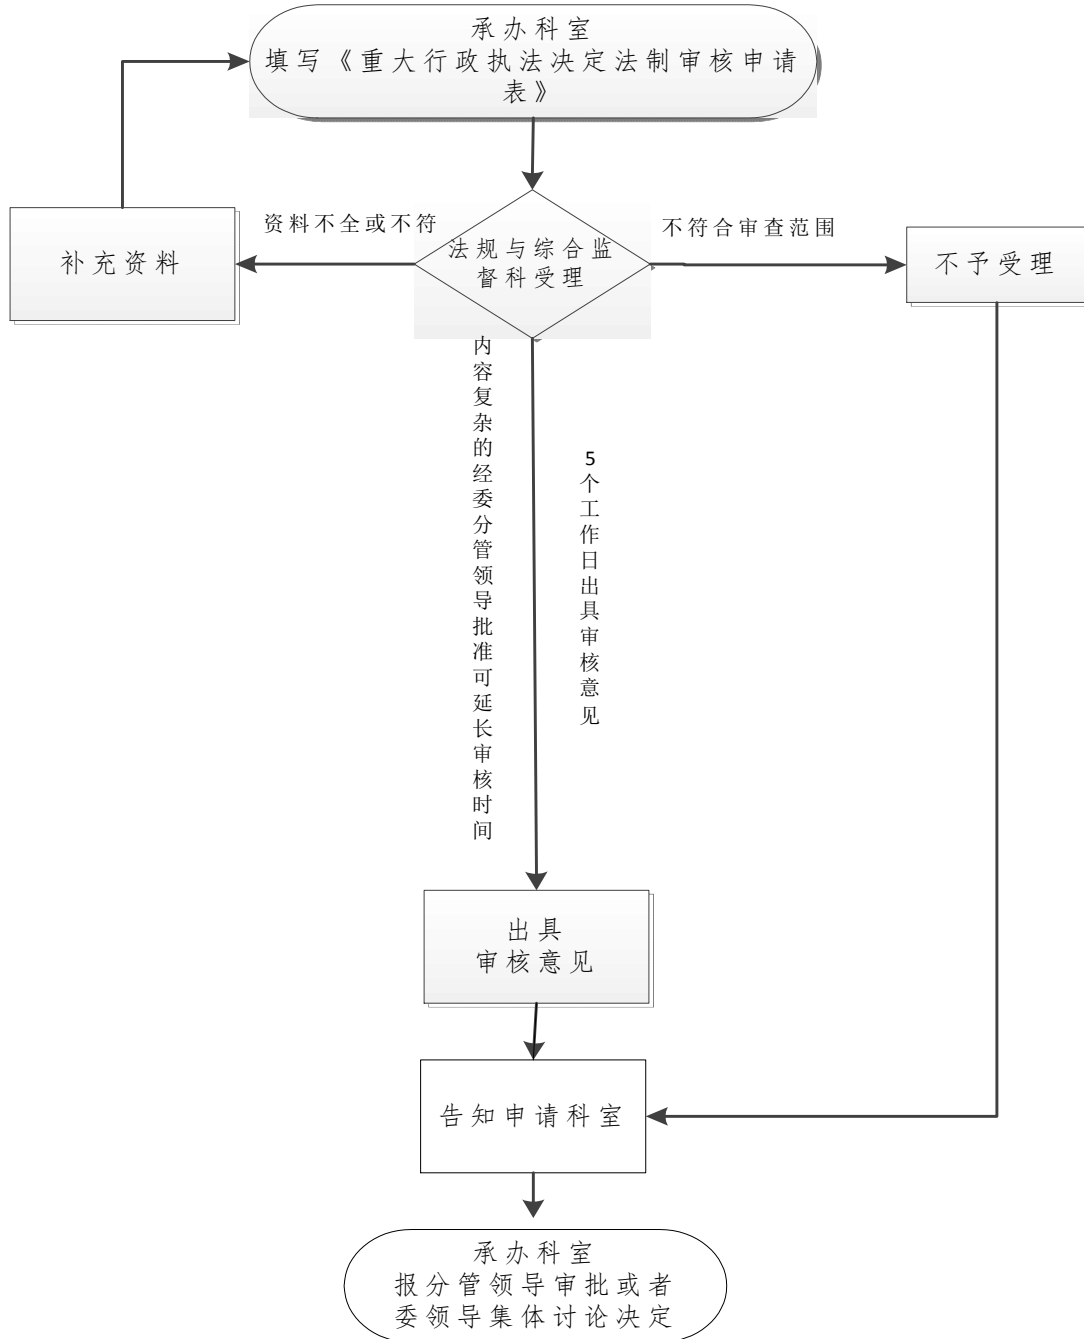 承办科室
填写《重大行政执法决定法制审核申请
表》
资料不全或不符
不符合审查范围
补充资料
法规与综合监
督科受理
不予受理
内容复杂的经委分管领导批准可延长审核时间
5个工作日出具审核意见
出具
审核意见
告知申请科室
承办科室
报分管领导审批或者
委领导集体讨论决定